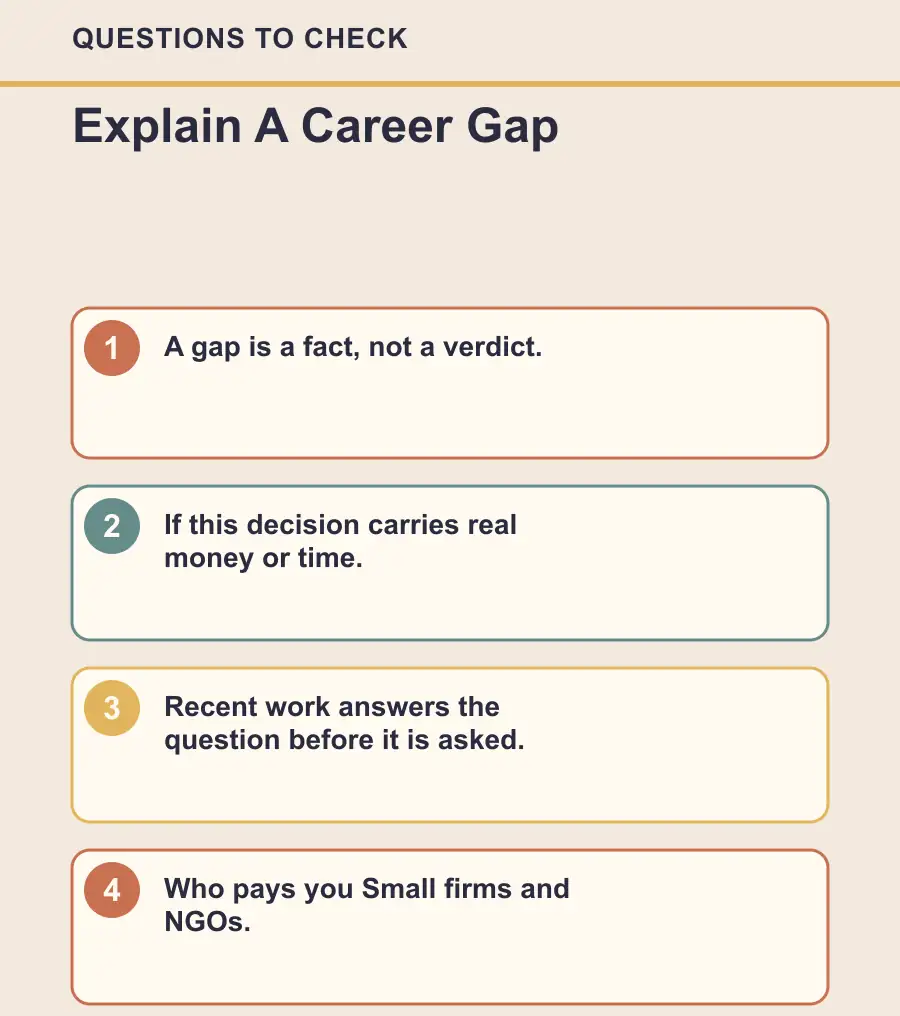 QUESTIONS TO CHECK
Explain A Career Gap
1
A gap is a fact, not a verdict.
2
If this decision carries real
money or time.
3
Recent work answers the
question before it is asked.
4
Who pays you Small firms and
NGOs.